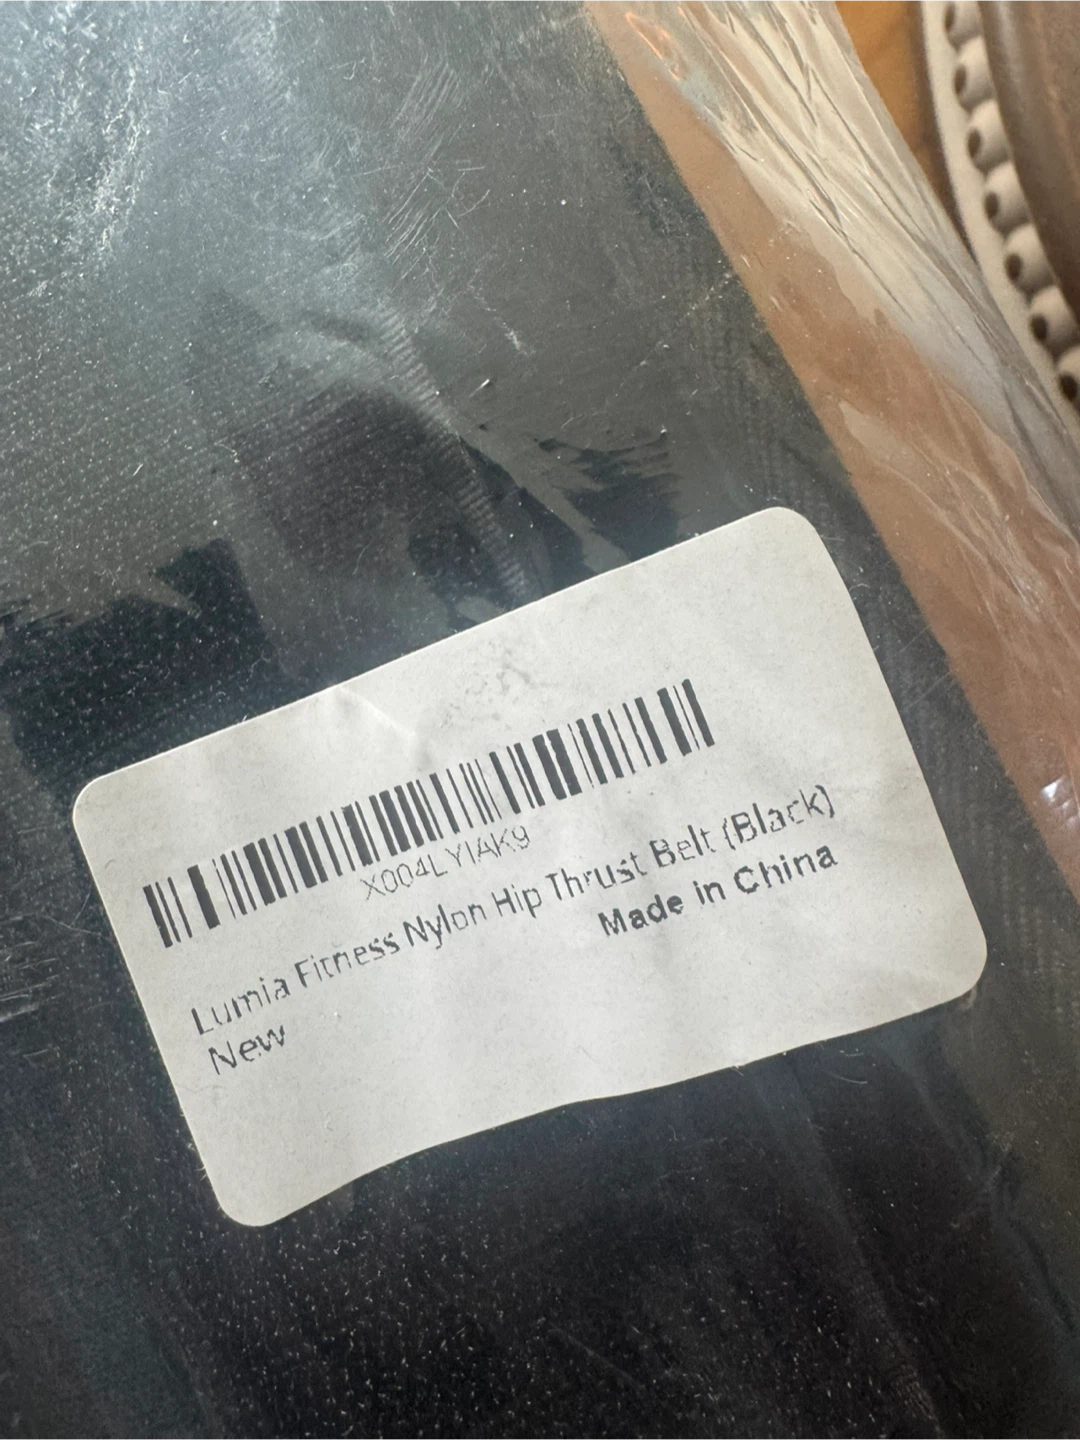 X004LYIAK9
Lumia Fitness Nylon Hip Thrust Belt (Black)
New
Made in China